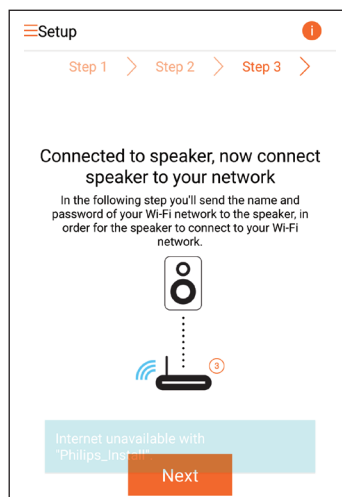 Setup
i
Step 1 Step 2 Step 3
Connected to speaker, now connect
speaker to your network
In the following step you'll send the name and
password of your Wi-Fi network to the speaker, in
order for the speaker to connect to your Wi-Fi
network.
3
Internet unavailable with
"Philips_Install".
Next